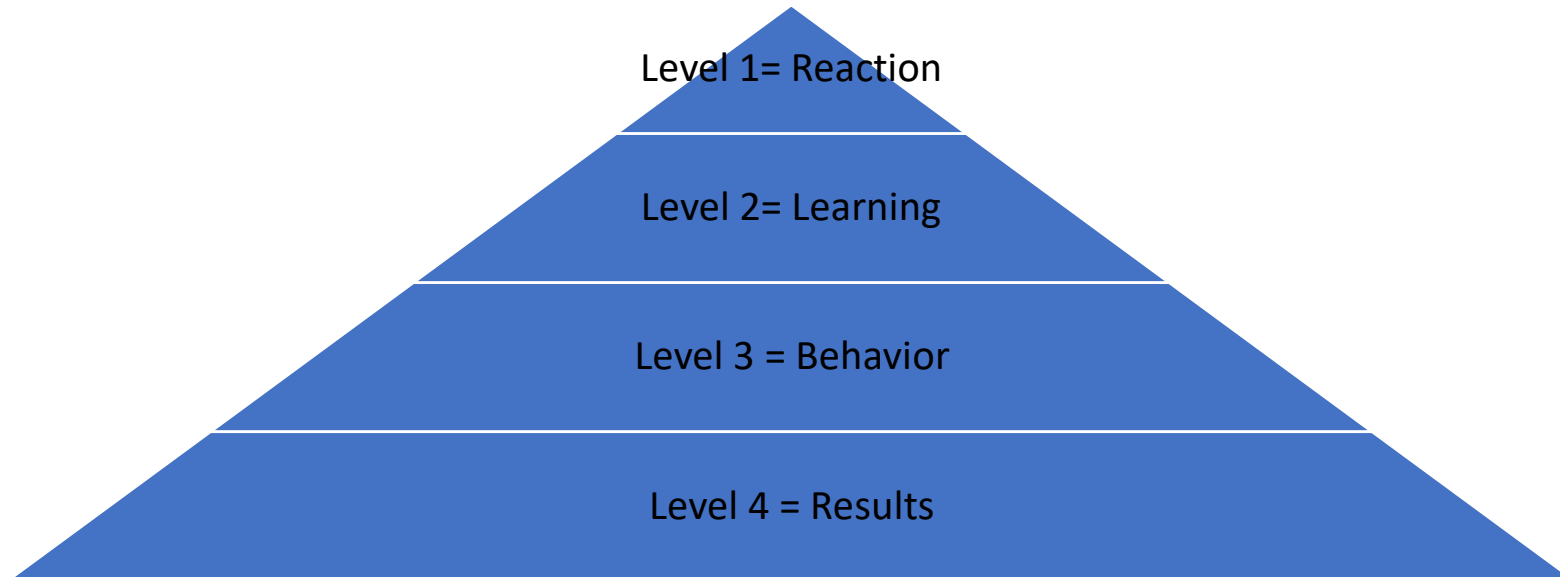 Level 1= Reaction
Level 2= Learning
Level 3 = Behavior
Level 4 = Results